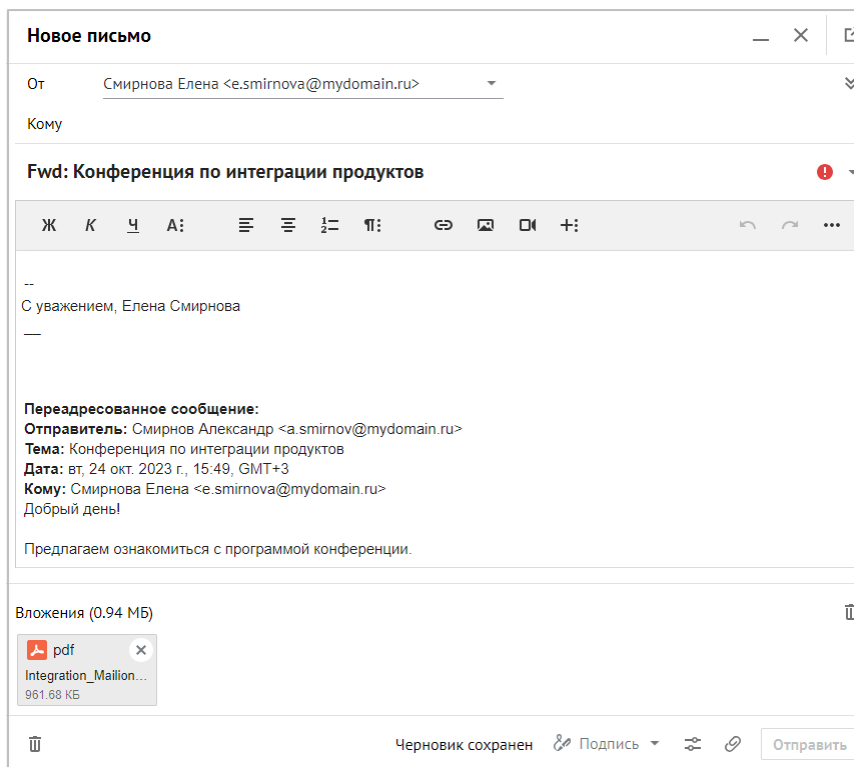 Новое письмо
От Смирнова Елена <e.smirnova@mydomain.ru>
Кому
Fwd: Конференция по интеграции продуктов
Ж К Ч А
--
С уважением, Елена Смирнова
Переадресованное сообщение:
Отправитель: Смирнов Александр <a.smirnov@mydomain.ru>
Тема: Конференция по интеграции продуктов
Дата: вт, 24 окт. 2023 г., 15:49, GMT+3
Кому: Смирнова Елена <e.smirnova@mydomain.ru>
Добрый день!
Предлагаем ознакомиться с программой конференции.
Вложения (0.94 МБ)
pdf
Integration_Mailion...
961.68 КБ
Черновик сохранен Подпись Отправить